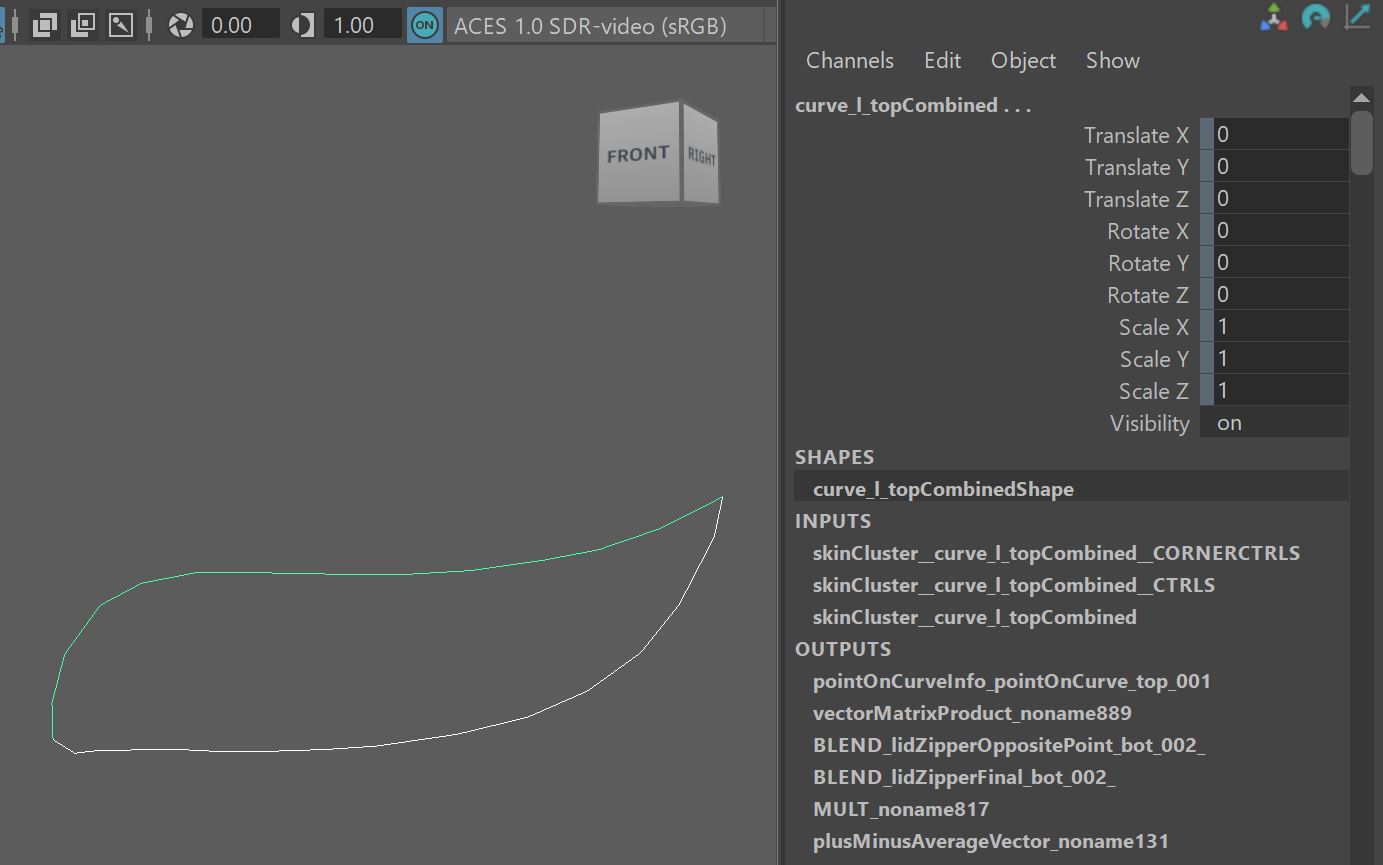 0.00 1.00 ON ACES 1.0 SDR-video (sRGB)
FRONT RIGHT
Channels Edit Object Show
curve_l_topCombined . . .
Translate X 0
Translate Y 0
Translate Z 0
Rotate X 0
Rotate Y 0
Rotate Z 0
Scale X 1
Scale Y 1
Scale Z 1
Visibility on
SHAPES
curve_l_topCombinedShape
INPUTS
skinCluster__curve_l_topCombined__CORNERCTRLS
skinCluster__curve_l_topCombined__CTRLS
skinCluster__curve_l_topCombined
OUTPUTS
pointOnCurveInfo_pointOnCurve_top_001
vectorMatrixProduct_noname889
BLEND_lidZipperOppositePoint_bot_002_
BLEND_lidZipperFinal_bot_002_
MULT_noname817
plusMinusAverageVector_noname131